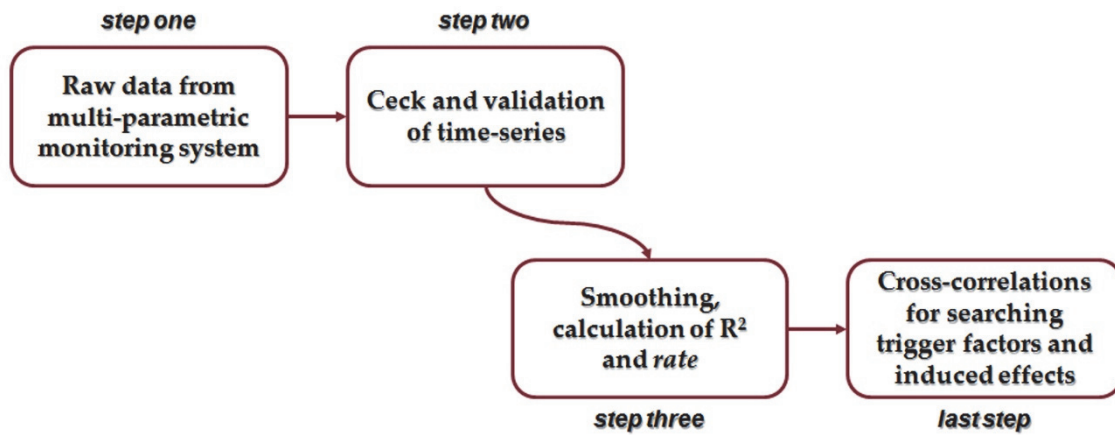 step one
Raw data from
multi-parametric
monitoring system
step two
Ceck and validation
of time-series
Smoothing,
calculation of R²
and rate
step three
Cross-correlations
for searching
trigger factors and
induced effects
last step